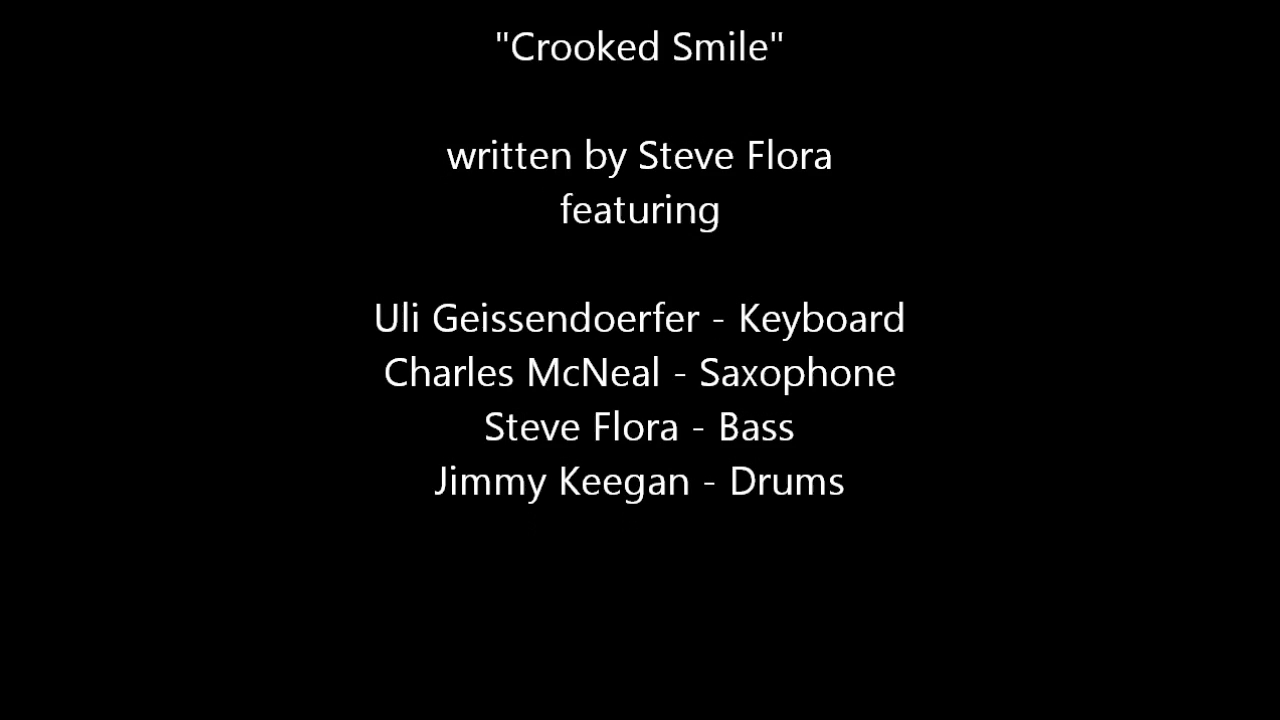 "Crooked Smile"
written by Steve Flora
featuring
Uli Geissendoerfer - Keyboard
Charles McNeal - Saxophone
Steve Flora - Bass
Jimmy Keegan - Drums